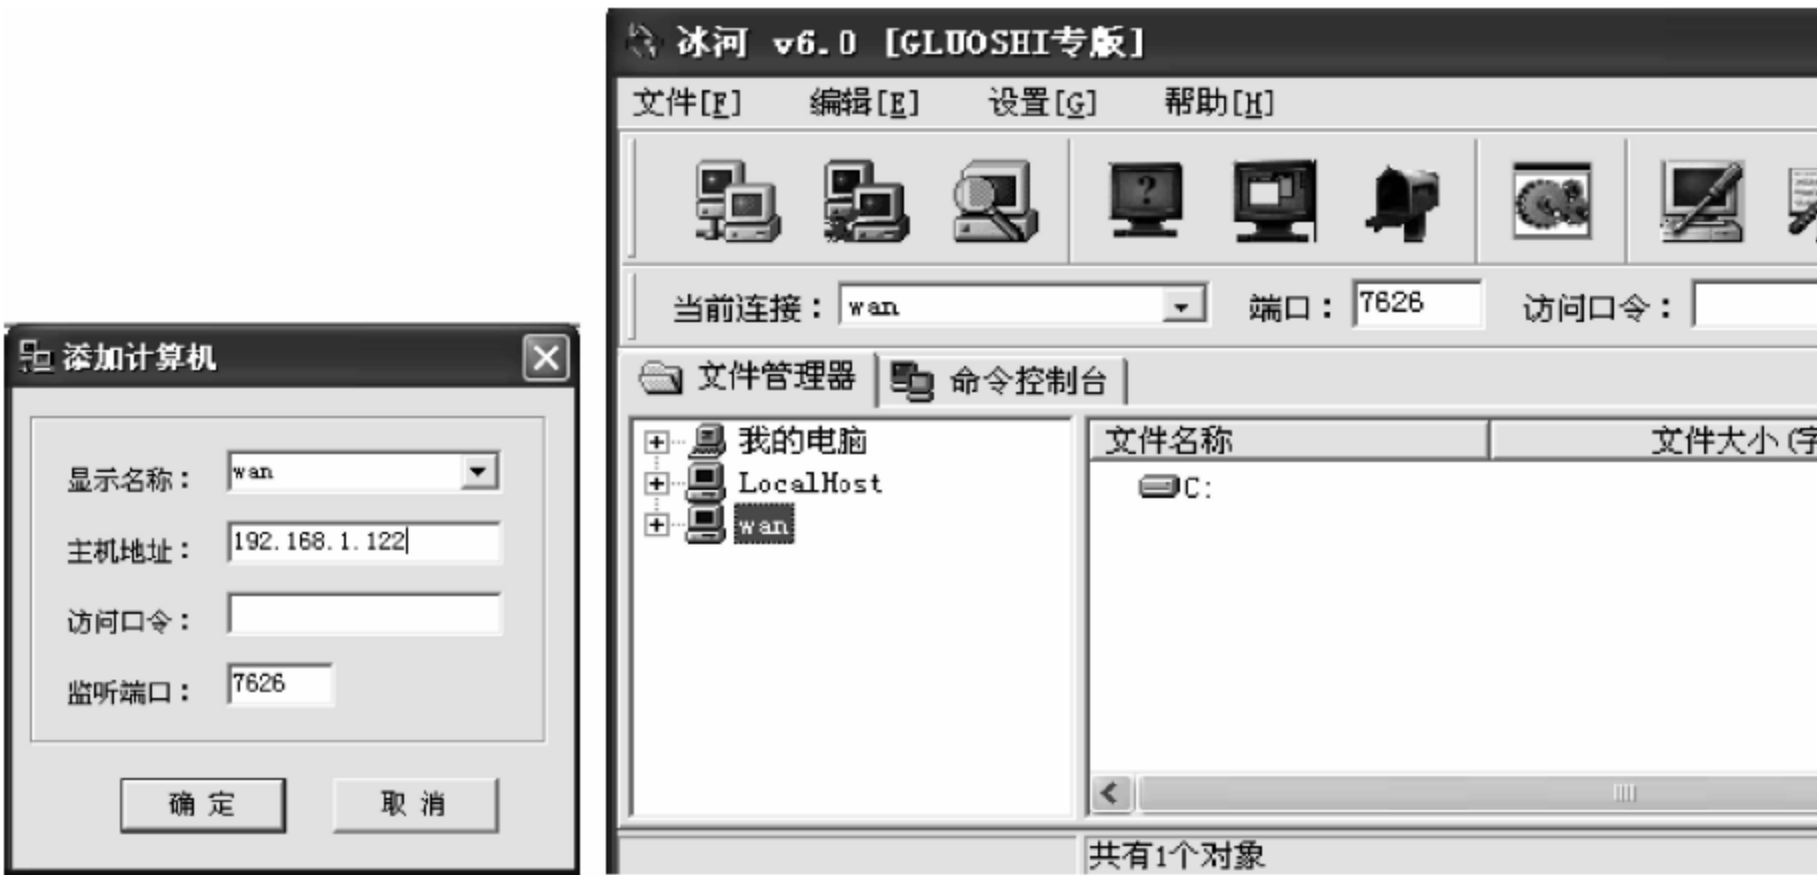 冰河 v6.0 [GLUOSHI专版]
文件[F] 编辑[E] 设置[G] 帮助[H]
当前连接： wan 端口： 7626 访问口令：
文件管理器 命令控制台
我的电脑
LocalHost
wan
文件名称 文件大小(字
C:
共有1个对象
添加计算机
显示名称： wan
主机地址： 192.168.1.122
访问口令：
监听端口： 7626
确定 取消